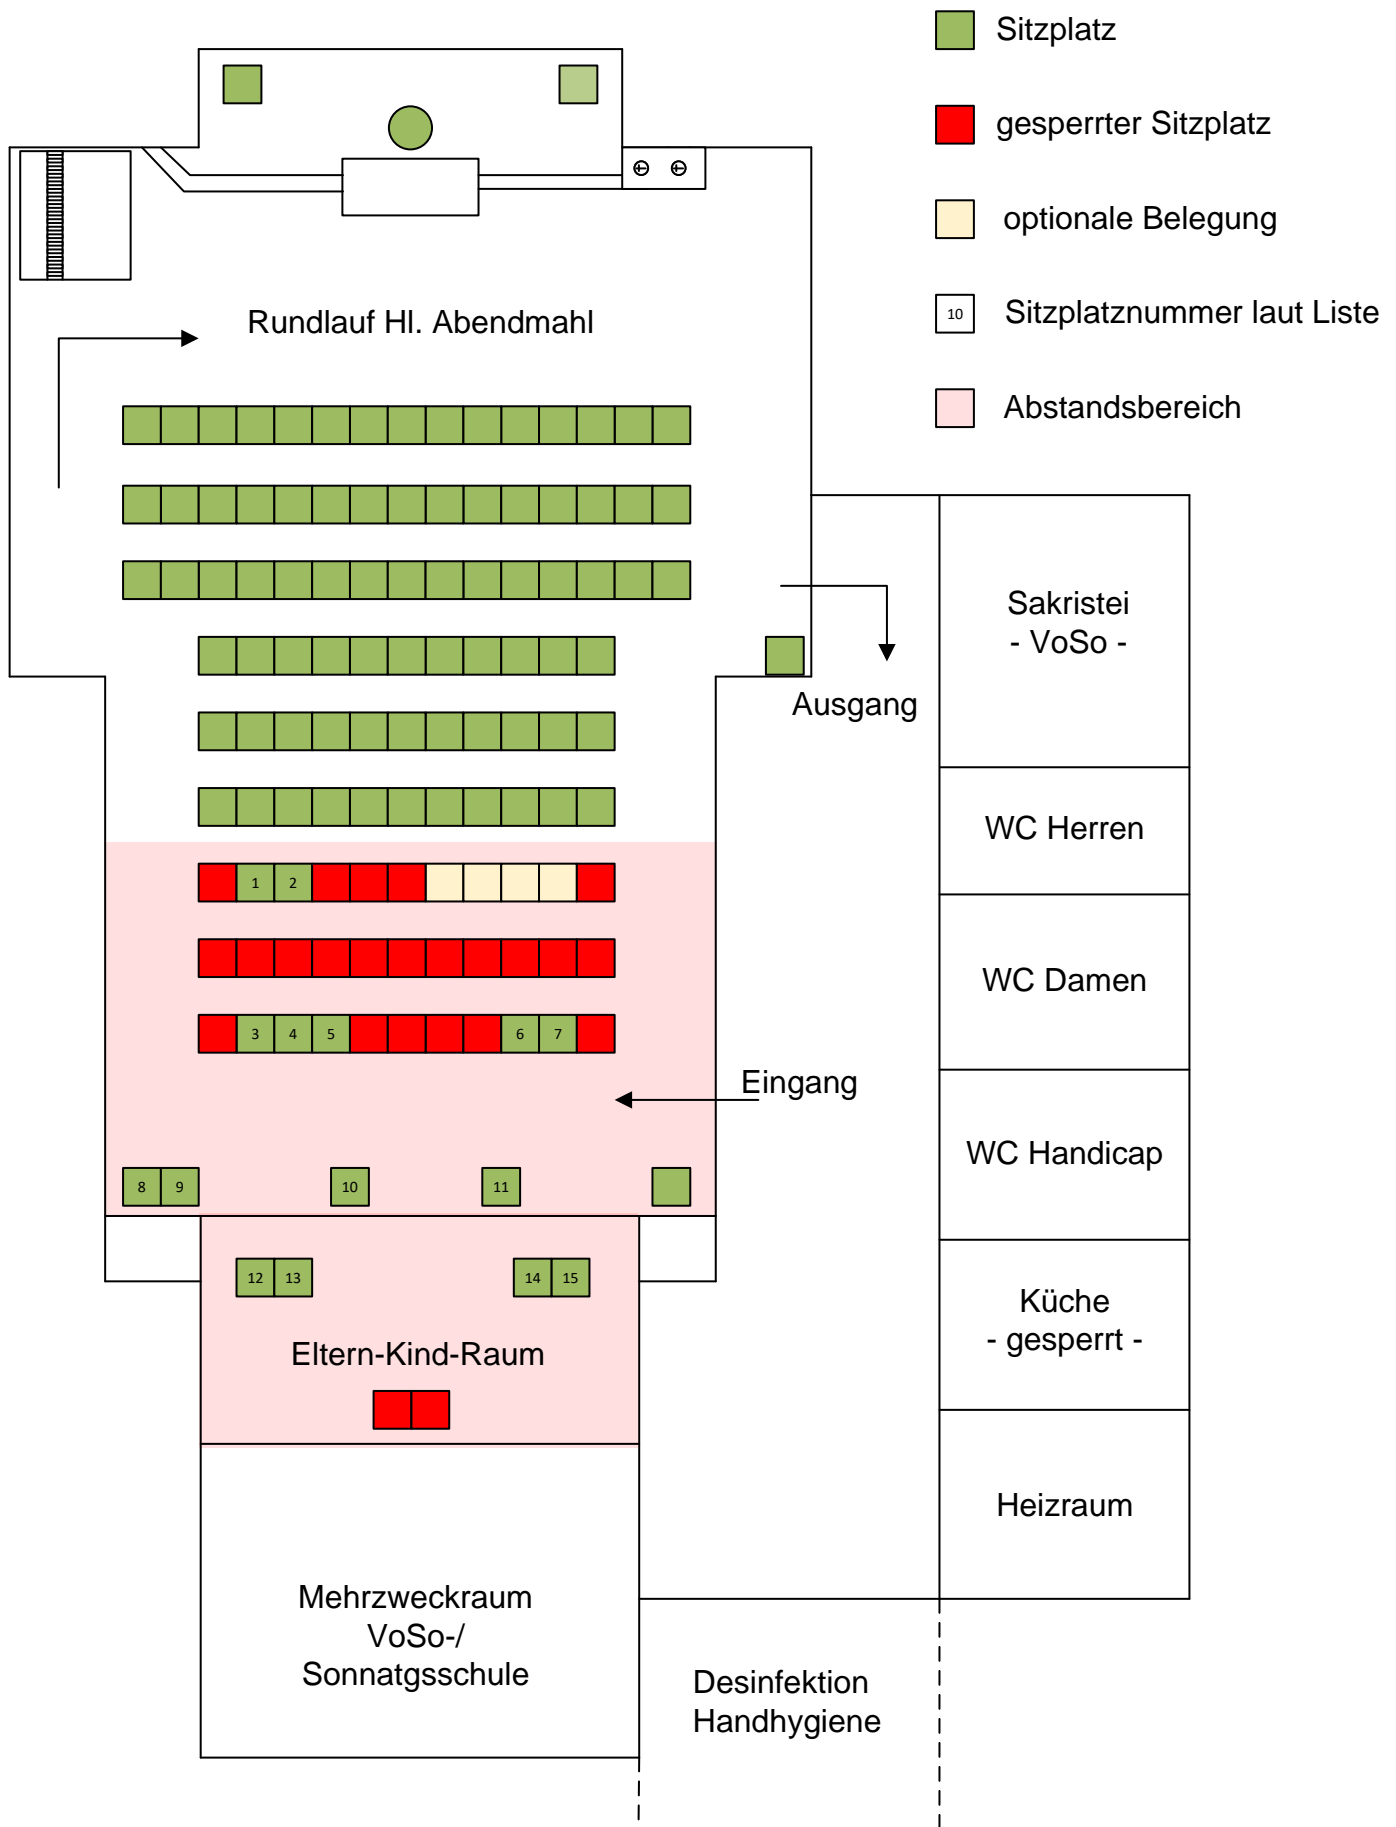 Sitzplatz
gesperrter Sitzplatz
optionale Belegung
10 Sitzplatznummer laut Liste
Abstandsbereich
Rundlauf Hl. Abendmahl
Sakristei
- VoSo -
Ausgang
WC Herren
1 2
WC Damen
3 4 5 6 7
Eingang
WC Handicap
8 9 10 11
12 13 14 15
Küche
- gesperrt -
Eltern-Kind-Raum
Heizraum
Mehrzweckraum
VoSo-/
Sonnatgsschule
Desinfektion
Handhygiene